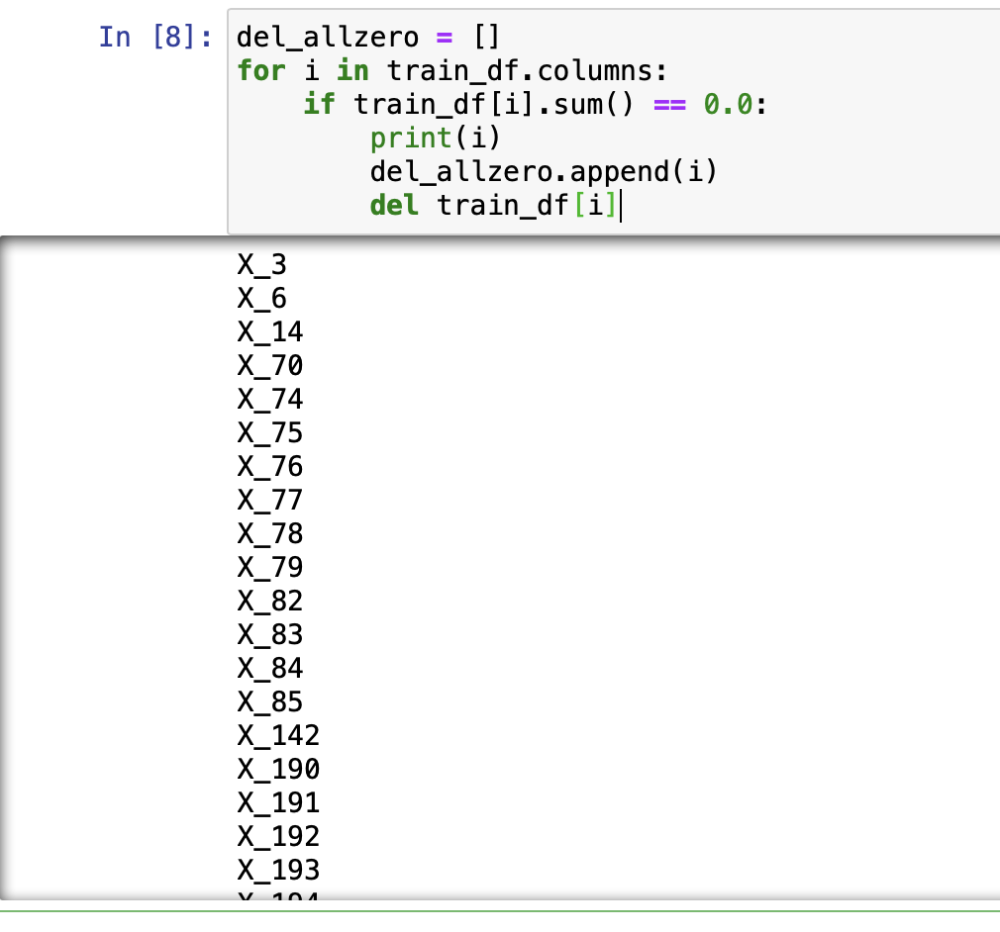 In [8]: del_allzero = []
for i in train_df.columns:
    if train_df[i].sum() == 0.0:
        print(i)
        del_allzero.append(i)
        del train_df[i]
X_3
X_6
X_14
X_70
X_74
X_75
X_76
X_77
X_78
X_79
X_82
X_83
X_84
X_85
X_142
X_190
X_191
X_192
X_193
X_194